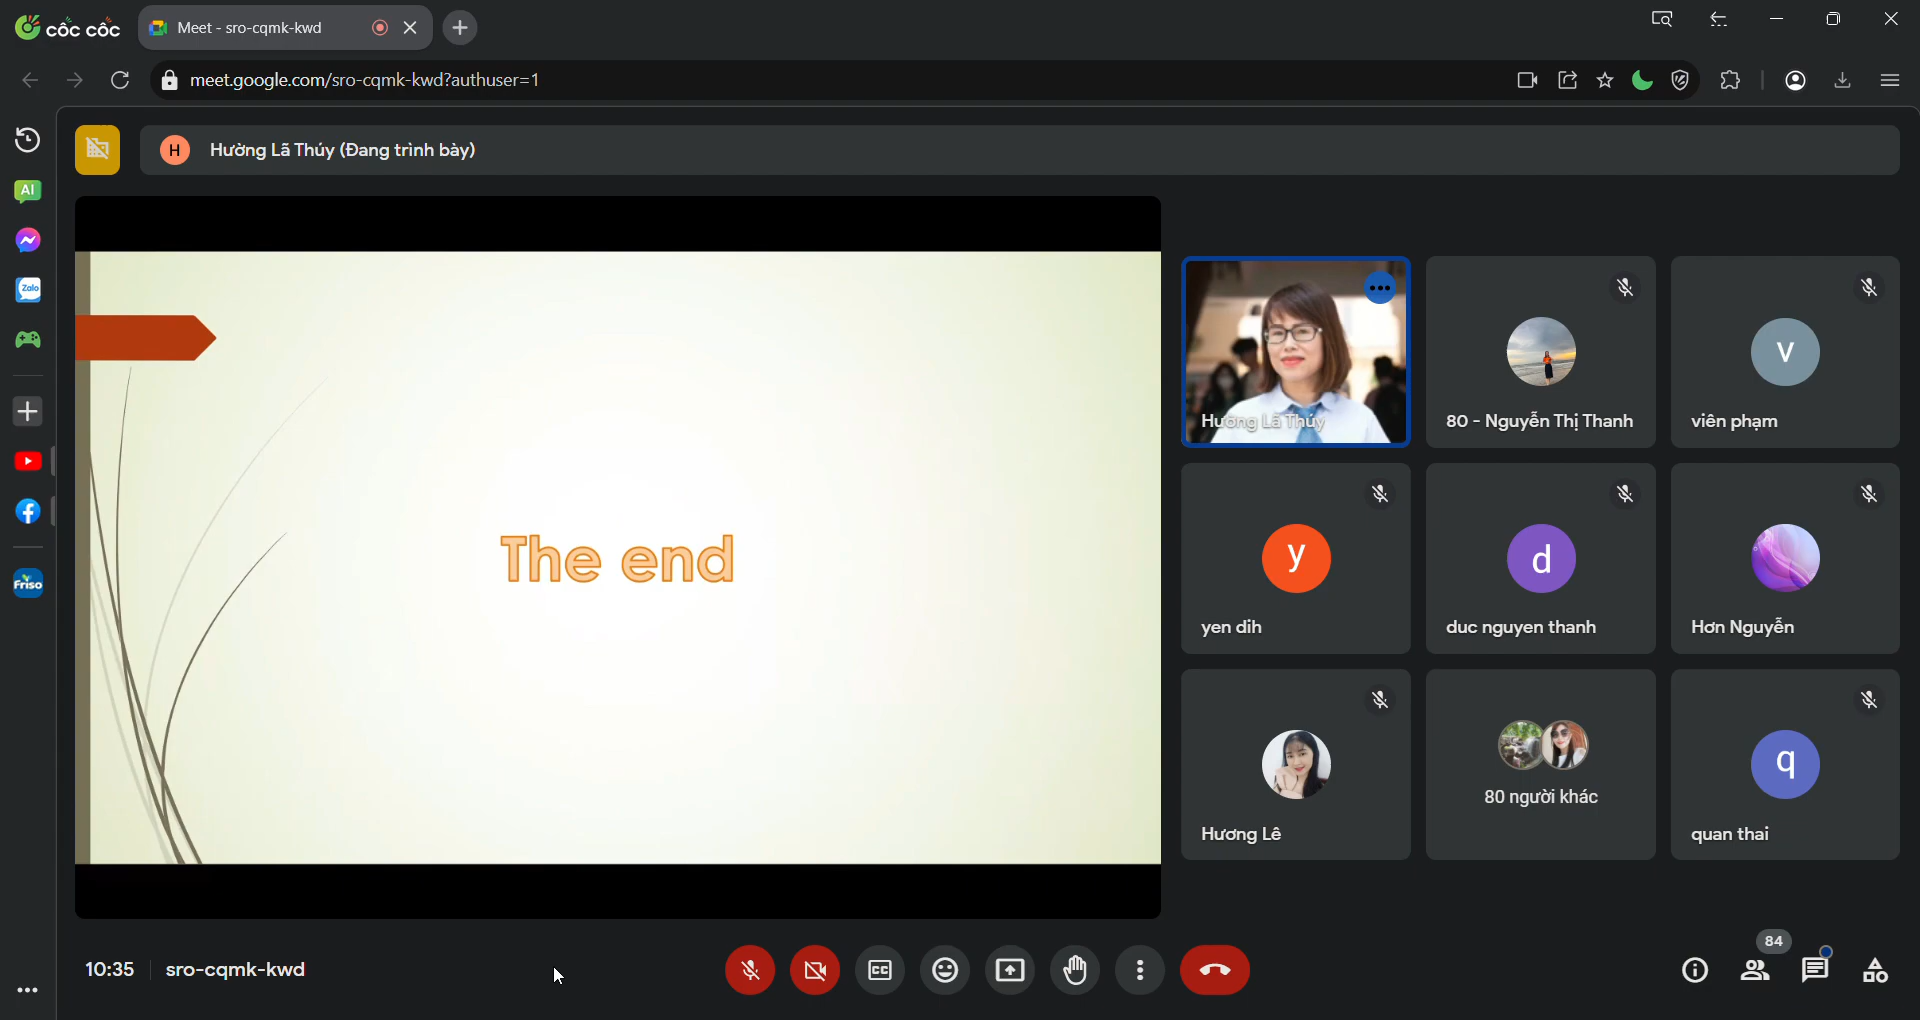 cốc cốc
Meet - sro-cqmk-kwd
meet.google.com/sro-cqmk-kwd?authuser=1
AI
Zalo
Friso
H
Hường Lã Thúy (Đang trình bày)
The end
Hường Lã Thúy
80 - Nguyễn Thị Thanh
V
viên phạm
y
yen dih
d
duc nguyen thanh
Hơn Nguyễn
Hương Lê
80 người khác
q
quan thai
10:35
sro-cqmk-kwd
CC
84